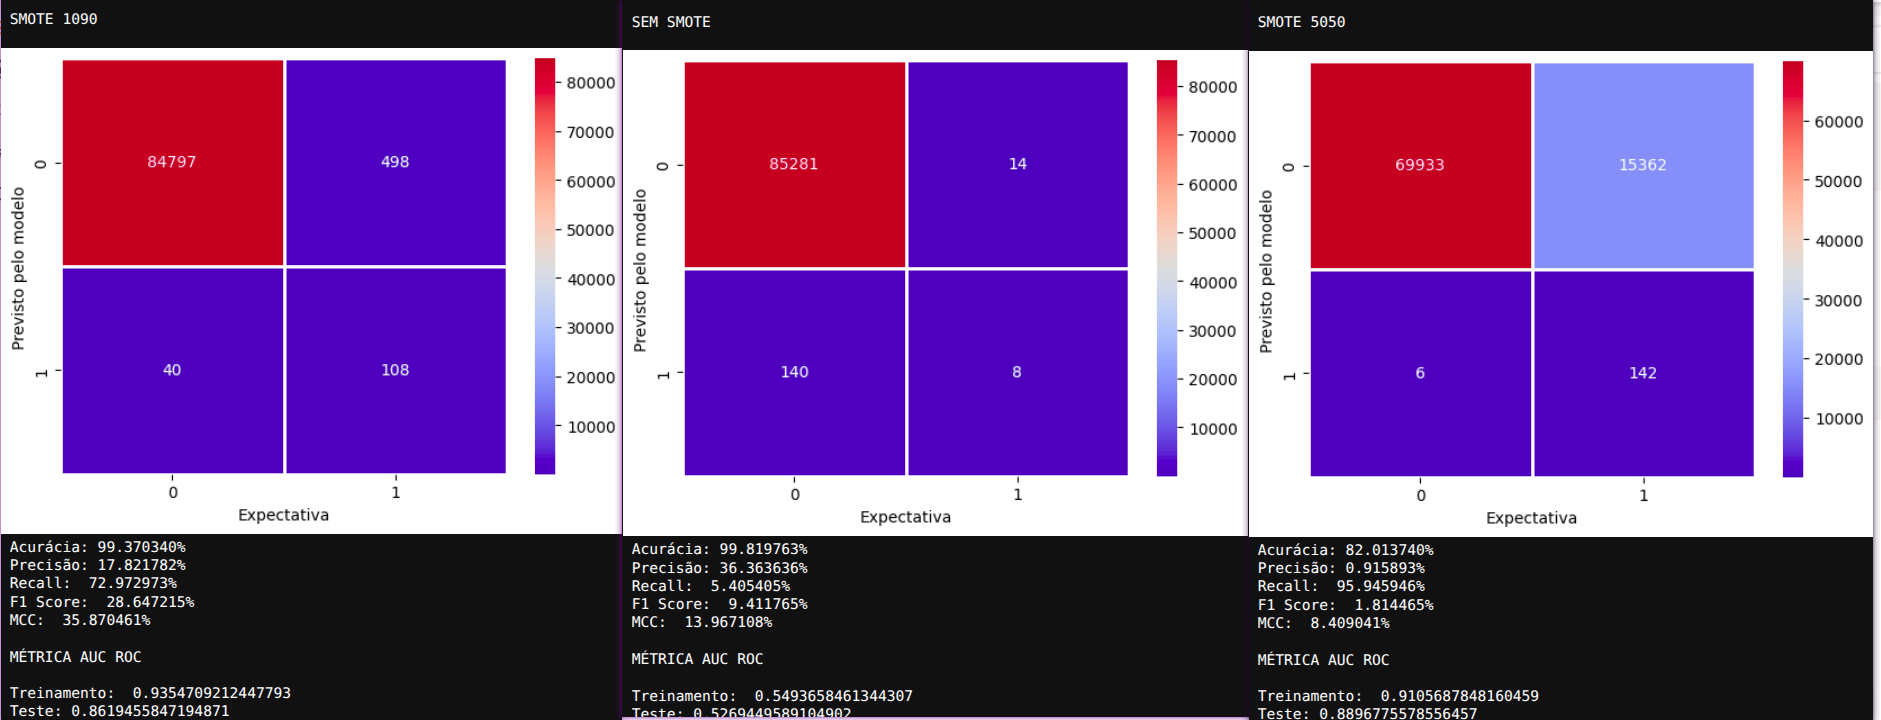 SMOTE 1090
80000
70000
60000
50000
40000
30000
20000
10000
84797
498
40
108
0
1
Previsto pelo modelo
0
1
Expectativa
Acurácia: 99.370340%
Precisão: 17.821782%
Recall: 72.972973%
F1 Score: 28.647215%
MCC: 35.870461%
MÉTRICA AUC ROC
Treinamento: 0.9354709212447793
Teste: 0.8619455847194871
SEM SMOTE
80000
70000
60000
50000
40000
30000
20000
10000
85281
14
140
8
0
1
Previsto pelo modelo
0
1
Expectativa
Acurácia: 99.819763%
Precisão: 36.363636%
Recall: 5.405405%
F1 Score: 9.411765%
MCC: 13.967108%
MÉTRICA AUC ROC
Treinamento: 0.5493658461344307
Teste: 0.5269449589104902
SMOTE 5050
60000
50000
40000
30000
20000
10000
69933
15362
6
142
0
1
Previsto pelo modelo
0
1
Expectativa
Acurácia: 82.013740%
Precisão: 0.915893%
Recall: 95.945946%
F1 Score: 1.814465%
MCC: 8.409041%
MÉTRICA AUC ROC
Treinamento: 0.9105687848160459
Teste: 0.8896775578556457